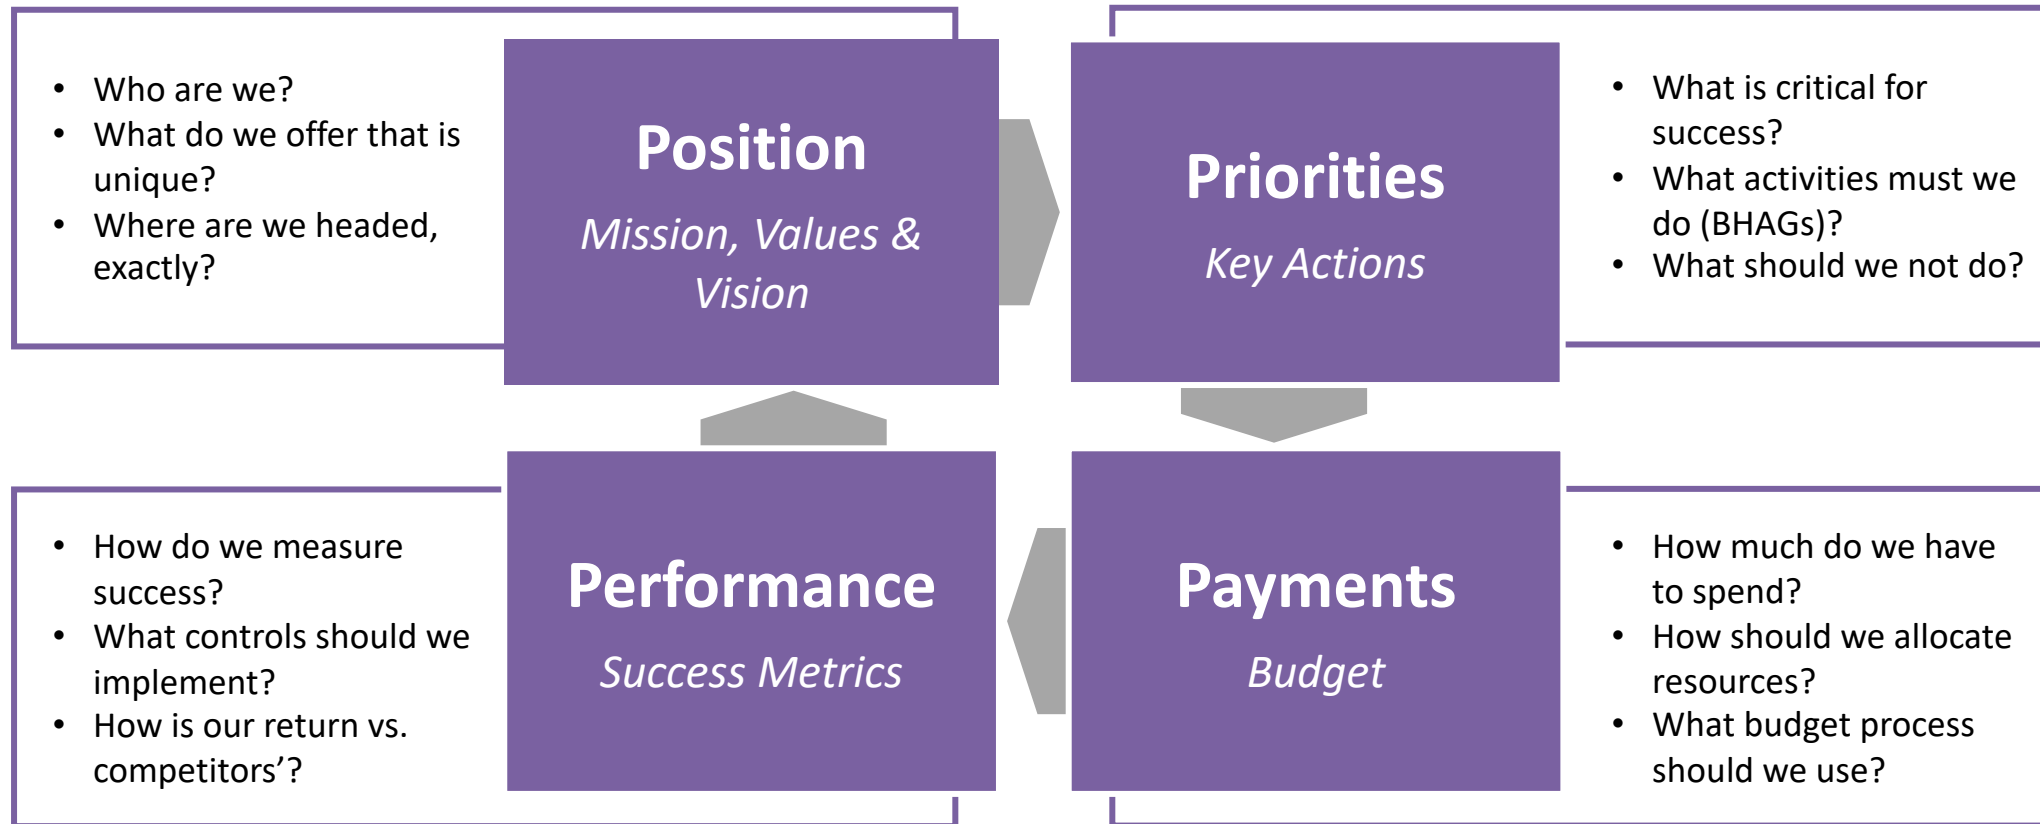 • Who are we?
• What do we offer that is
unique?
• Where are we headed,
exactly?
Position
Mission, Values &
Vision
Priorities
Key Actions
• What is critical for
success?
• What activities must we
do (BHAGs)?
• What should we not do?
• How do we measure
success?
• What controls should we
implement?
• How is our return vs.
competitors’?
Performance
Success Metrics
Payments
Budget
• How much do we have
to spend?
• How should we allocate
resources?
• What budget process
should we use?